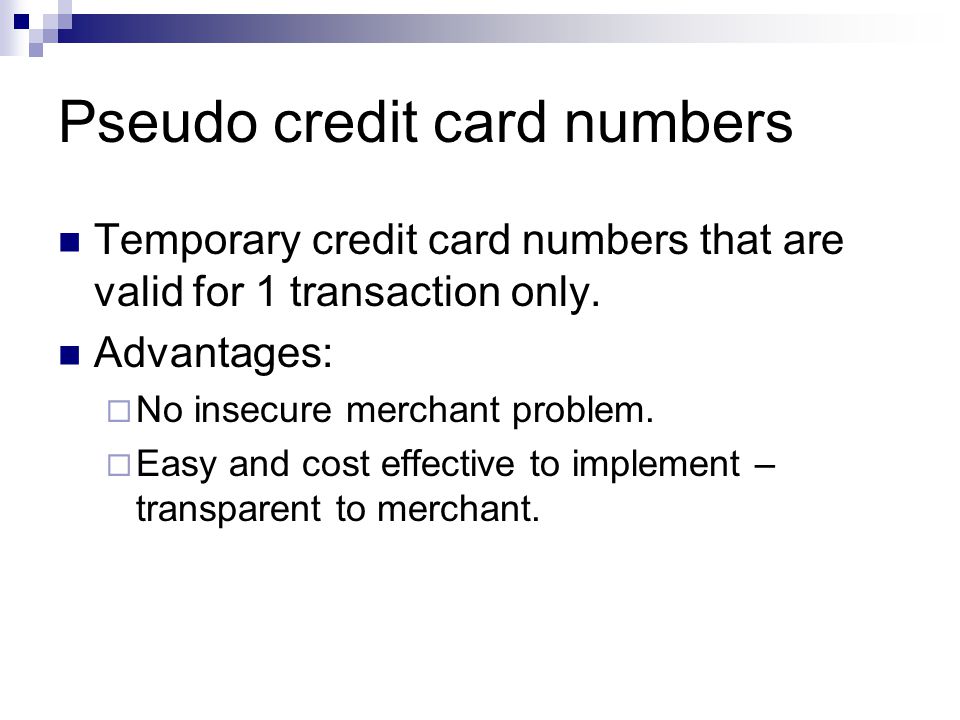 Pseudo credit card numbers
Temporary credit card numbers that are
valid for 1 transaction only.
Advantages:
No insecure merchant problem.
Easy and cost effective to implement –
transparent to merchant.